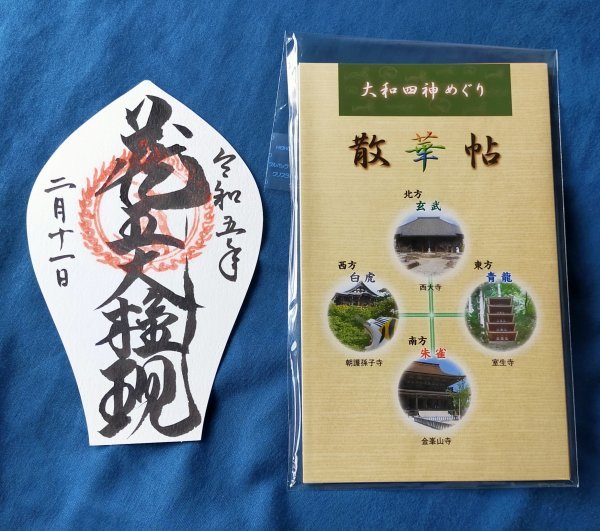 令和五年
蔵王大権現
二月十一日
大和四神めぐり
散華帖
北方
玄武
西大寺
西方
白虎
朝護孫子寺
東方
青龍
室生寺
南方
朱雀
金峯山寺